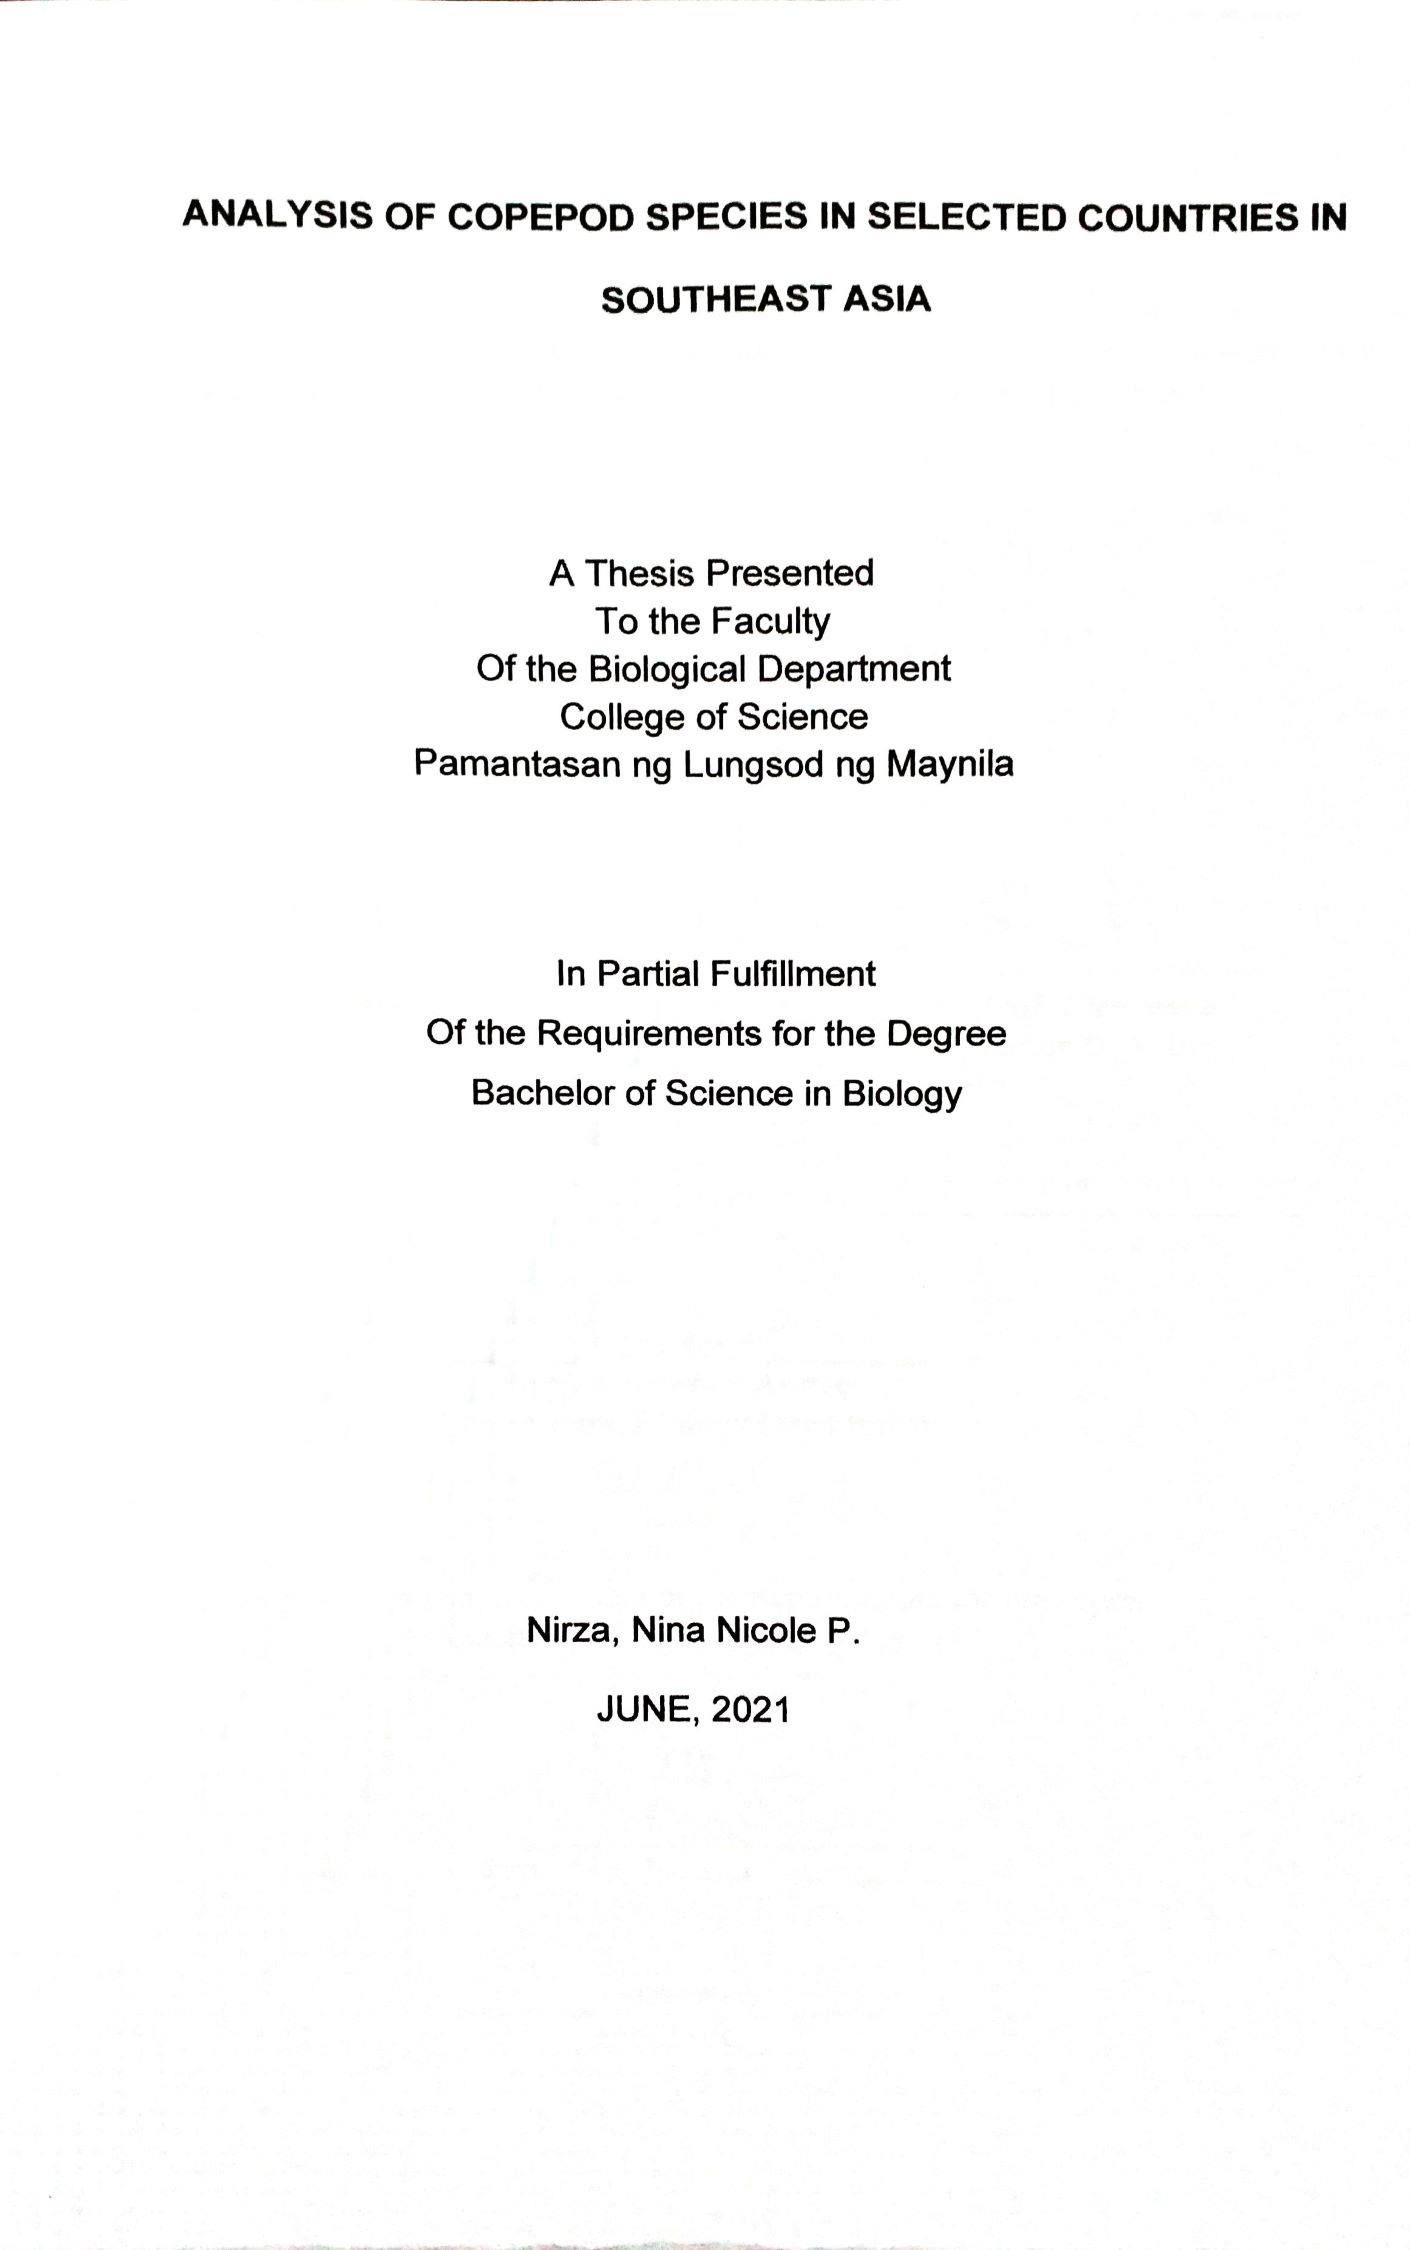 ANALYSIS OF COPEPOD SPECIES IN SELECTED COUNTRIES IN
SOUTHEAST ASIA
A Thesis Presented
To the Faculty
Of the Biological Department
College of Science
Pamantasan ng Lungsod ng Maynila
In Partial Fulfillment
Of the Requirements for the Degree
Bachelor of Science in Biology
Nirza, Nina Nicole P.
JUNE, 2021